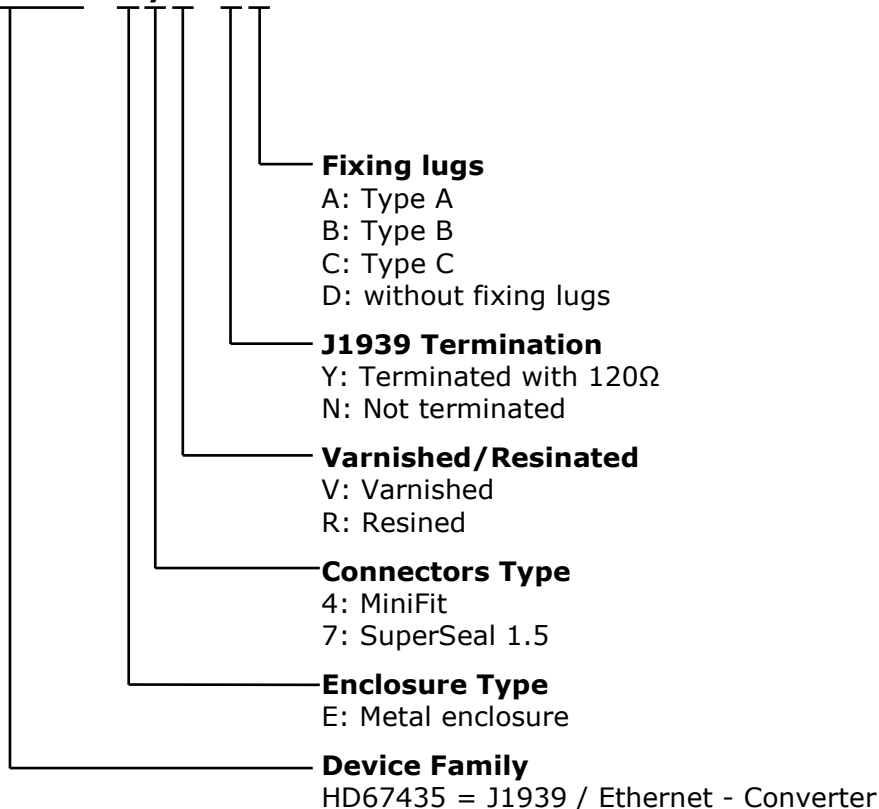 Fixing lugs
A: Type A
B: Type B
C: Type C
D: without fixing lugs
J1939 Termination
Y: Terminated with 120Ω
N: Not terminated
Varnished/Resinated
V: Varnished
R: Resined
Connectors Type
4: MiniFit
7: SuperSeal 1.5
Enclosure Type
E: Metal enclosure
Device Family
HD67435 = J1939 / Ethernet - Converter